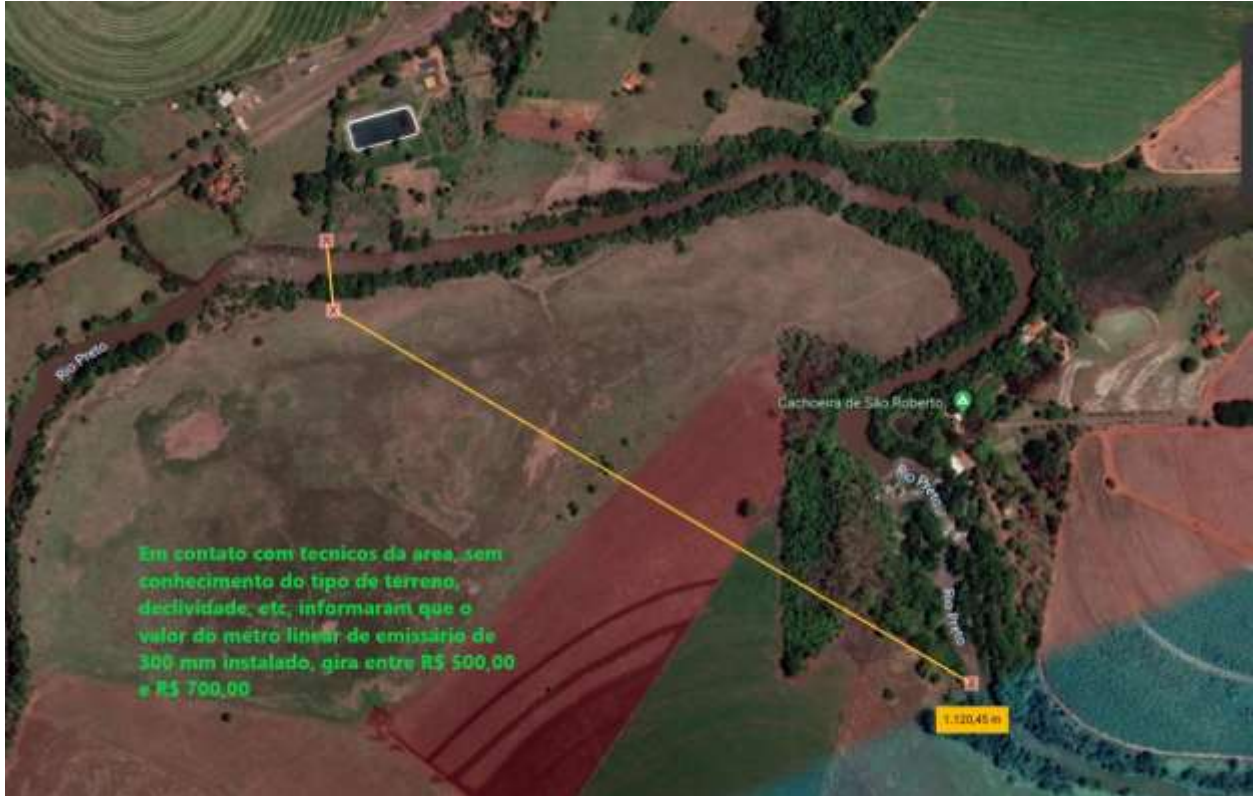 Rio Preto
Cachoeira de São Roberto
Rio Preto
Em contato com tecnicos da area, sem
conhecimento do tipo de terreno,
declividade, etc, informaram que o
valor do metro linear de emissário de
300 mm instalado, gira entre R$ 500,00
e R$ 700,00
Rio Preto
1.120,45 m